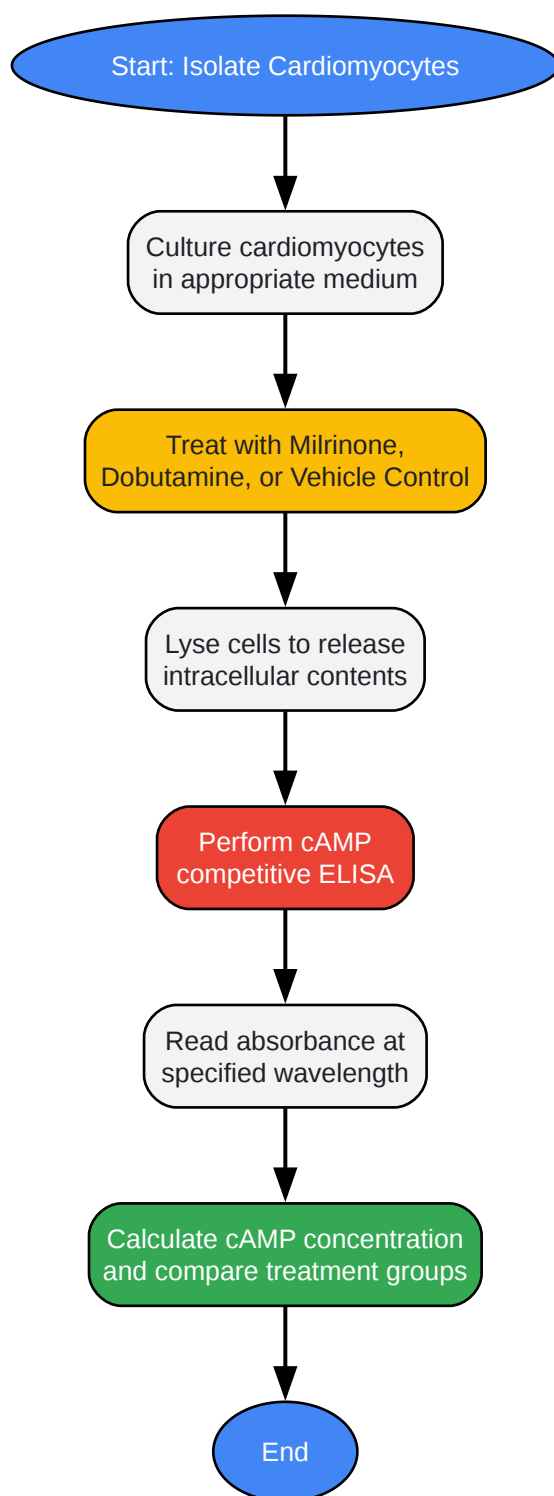 Start: Isolate Cardiomyocytes
Culture cardiomyocytes
in appropriate medium
Treat with Milrinone,
Dobutamine, or Vehicle Control
Lyse cells to release
intracellular contents
Perform cAMP
competitive ELISA
Read absorbance at
specified wavelength
Calculate cAMP concentration
and compare treatment groups
End